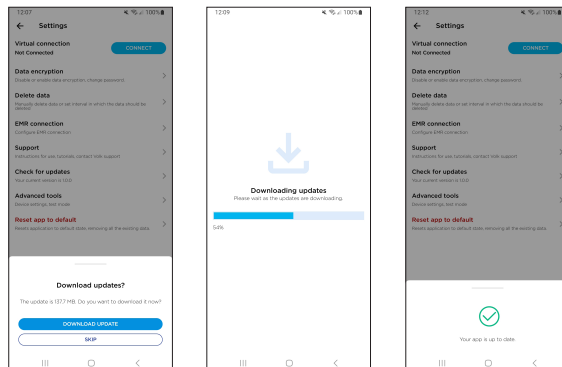 12:07
100%
Settings
Virtual connection
Not Connected
CONNECT
Data encryption
Disable or enable data encryption, change password.
Delete data
Manually delete data or set interval in which the data should be
deleted
EMR connection
Configure EMR connection
Support
Instructions for use, tutorials, contact VISR support
Check for updates
Your current version is 1.0.0
Advanced tools
Device settings, test mode
Reset app to default
Resets application to default state, removing all the existing data.
Download updates?
The update is 137.7 MB. Do you want to download it now?
DOWNLOAD UPDATE
SKIP
12:09
100%
Downloading updates
Please wait as the updates are downloading.
54%
12:12
100%
Settings
Virtual connection
Not Connected
CONNECT
Data encryption
Disable or enable data encryption, change password.
Delete data
Manually delete data or set interval in which the data should be
deleted
EMR connection
Configure EMR connection
Support
Instructions for use, tutorials, contact support
Check for updates
Your current version is 1.0.0
Advanced tools
Device settings, test mode
Reset app to default
Resets application to default state, removing all the existing data.
Your app is up to date